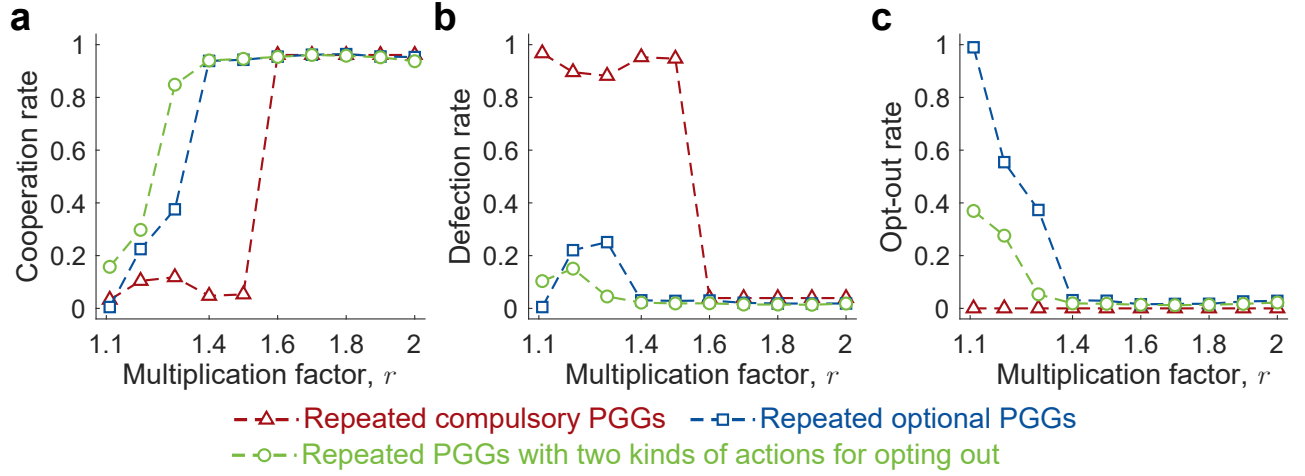 a
1
0.8
0.6
0.4
0.2
0
Cooperation rate
1.1 1.4 1.6 1.8 2
Multiplication factor, r
b
1
0.8
0.6
0.4
0.2
0
Defection rate
1.1 1.4 1.6 1.8 2
Multiplication factor, r
c
1
0.8
0.6
0.4
0.2
0
Opt-out rate
1.1 1.4 1.6 1.8 2
Multiplication factor, r
Repeated compulsory PGGs Repeated optional PGGs
Repeated PGGs with two kinds of actions for opting out